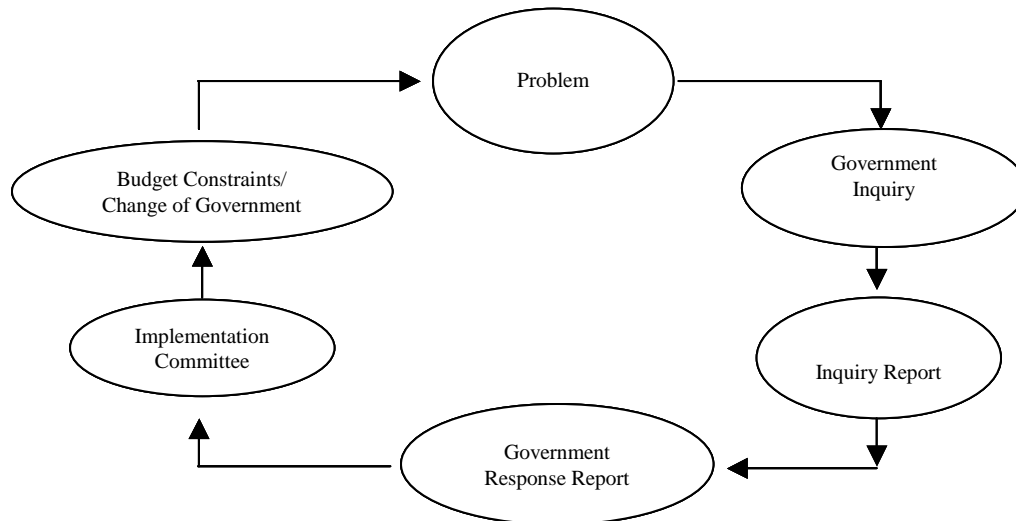 Problem
Government
Inquiry
Inquiry Report
Government
Response Report
Implementation
Committee
Budget Constraints/
Change of Government